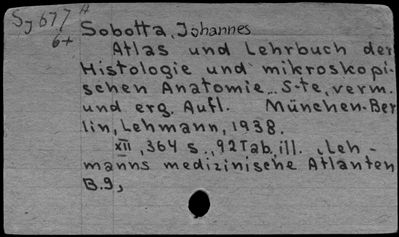 Sy 677 A
6+
Sobotta, Johannes
Atlas und Lehrbuch der
Histologie und mikroskopi-
schen Anatomie... 5-te, verm.
und erg. Aufl. München-Ber
lin, Lehmann, 1938.
XII, 364 s., 92 Tab, ill. „Leh-
manns medizinische Atlanten
B.9,